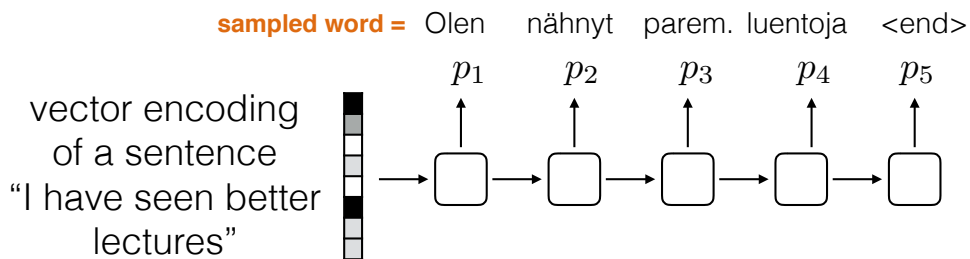 sampled word = Olen nähnyt parem. luentoja <end>
p1 p2 p3 p4 p5
vector encoding
of a sentence
“I have seen better
lectures”